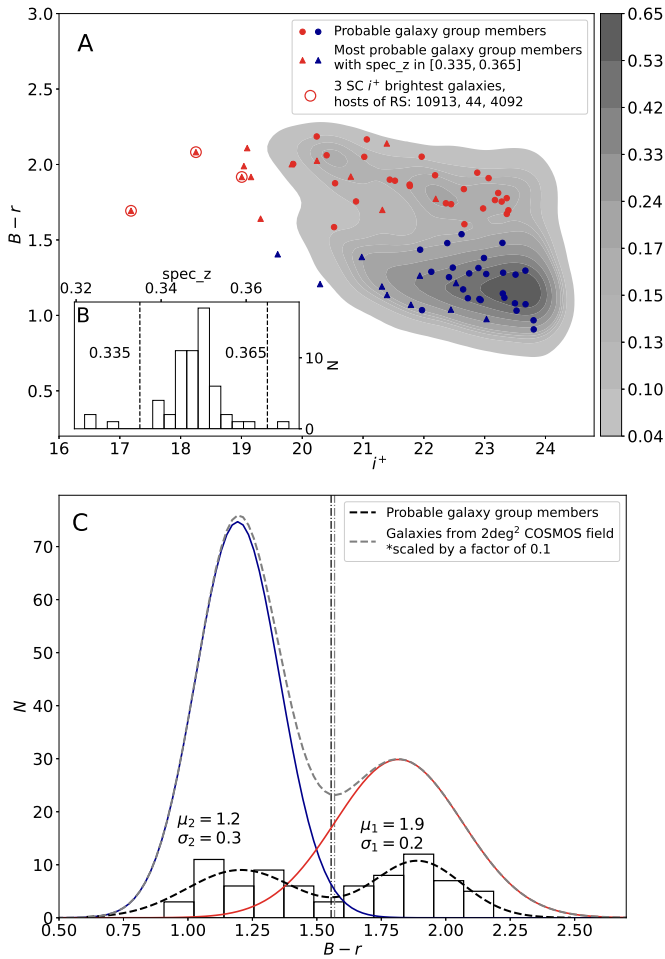 3.0
2.5
2.0
1.5
1.0
0.5
B − r
A
Probable galaxy group members
Most probable galaxy group members
with spec_z in [0.335, 0.365]
3 SC i⁺ brightest galaxies,
hosts of RS: 10913, 44, 4092
0.65
0.53
0.42
0.33
0.24
0.17
0.15
0.13
0.10
0.04
spec_z
0.32 0.34 0.36
B
0.335 0.365
10
0
N
16 17 18 19 20 21 22 23 24
i⁺
C
Probable galaxy group members
Galaxies from 2deg² COSMOS field
*scaled by a factor of 0.1
70
60
50
40
30
20
10
0
N
μ₂ = 1.2
σ₂ = 0.3
μ₁ = 1.9
σ₁ = 0.2
0.50 0.75 1.00 1.25 1.50 1.75 2.00 2.25 2.50
B − r